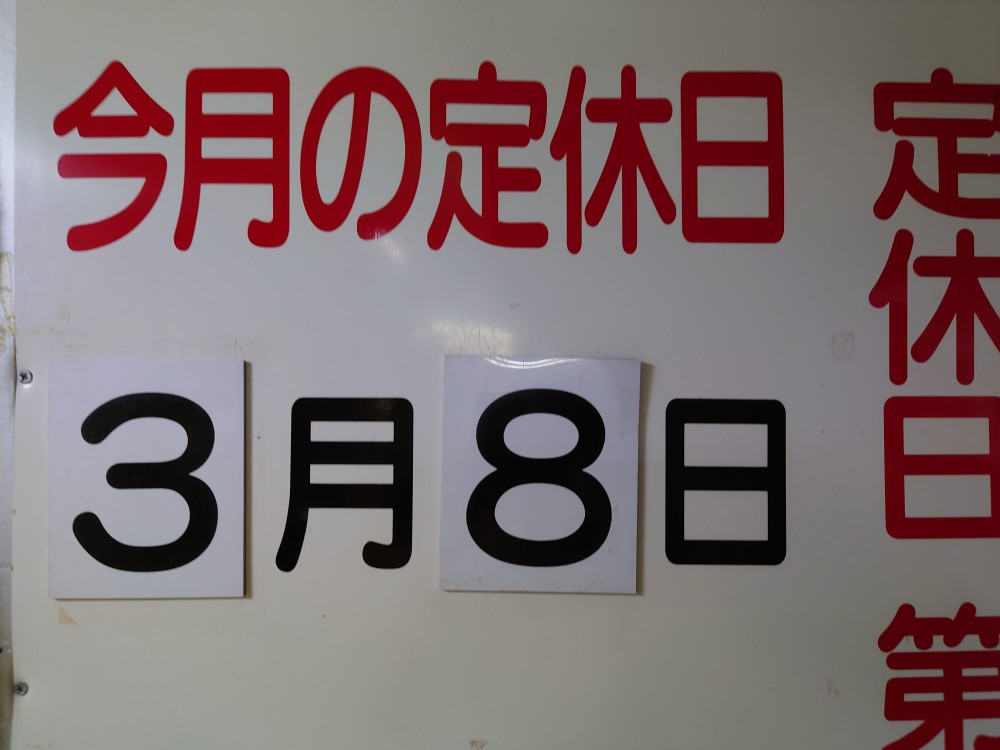 今月の定休日
3月8日
定休日
第